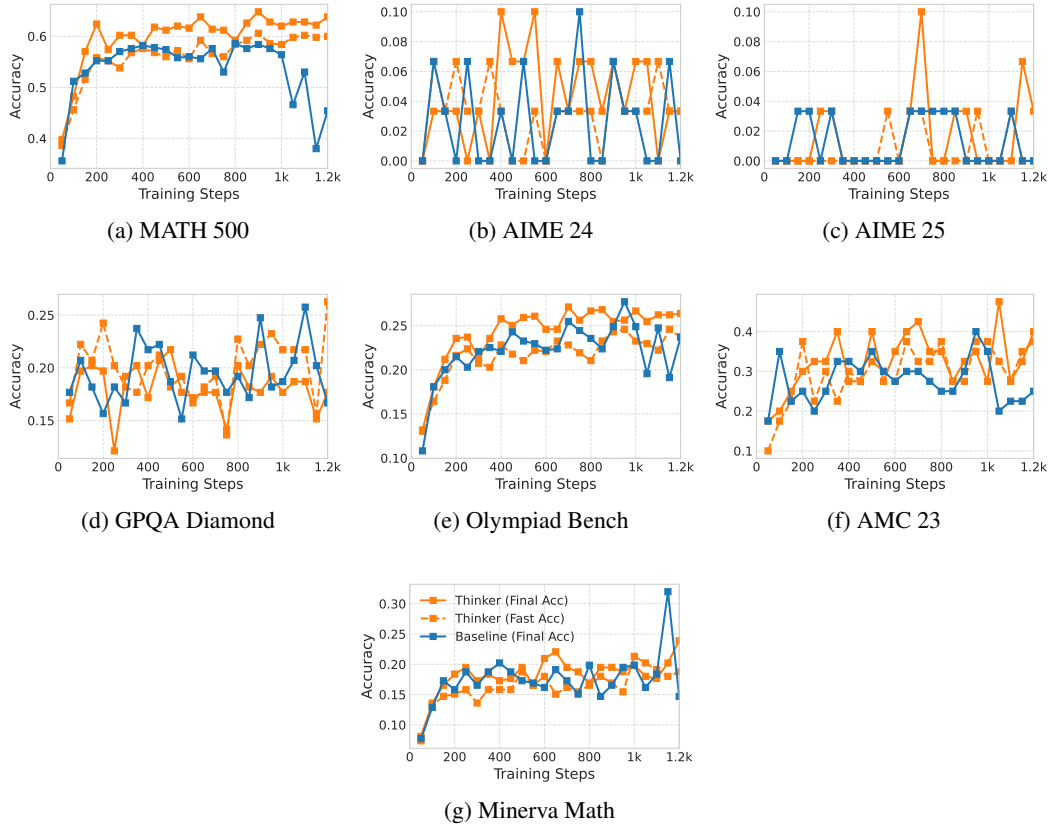 0.6
0.5
0.4
Accuracy
0 200 400 600 800 1k 1.2k
Training Steps
(a) MATH 500
0.10
0.08
0.06
0.04
0.02
0.00
Accuracy
0 200 400 600 800 1k 1.2k
Training Steps
(b) AIME 24
0.10
0.08
0.06
0.04
0.02
0.00
Accuracy
0 200 400 600 800 1k 1.2k
Training Steps
(c) AIME 25
0.25
0.20
0.15
Accuracy
0 200 400 600 800 1k 1.2k
Training Steps
(d) GPQA Diamond
0.25
0.20
0.15
0.10
Accuracy
0 200 400 600 800 1k 1.2k
Training Steps
(e) Olympiad Bench
0.4
0.3
0.2
0.1
Accuracy
0 200 400 600 800 1k 1.2k
Training Steps
(f) AMC 23
0.30
0.25
0.20
0.15
0.10
Accuracy
Thinker (Final Acc)
Thinker (Fast Acc)
Baseline (Final Acc)
0 200 400 600 800 1k 1.2k
Training Steps
(g) Minerva Math